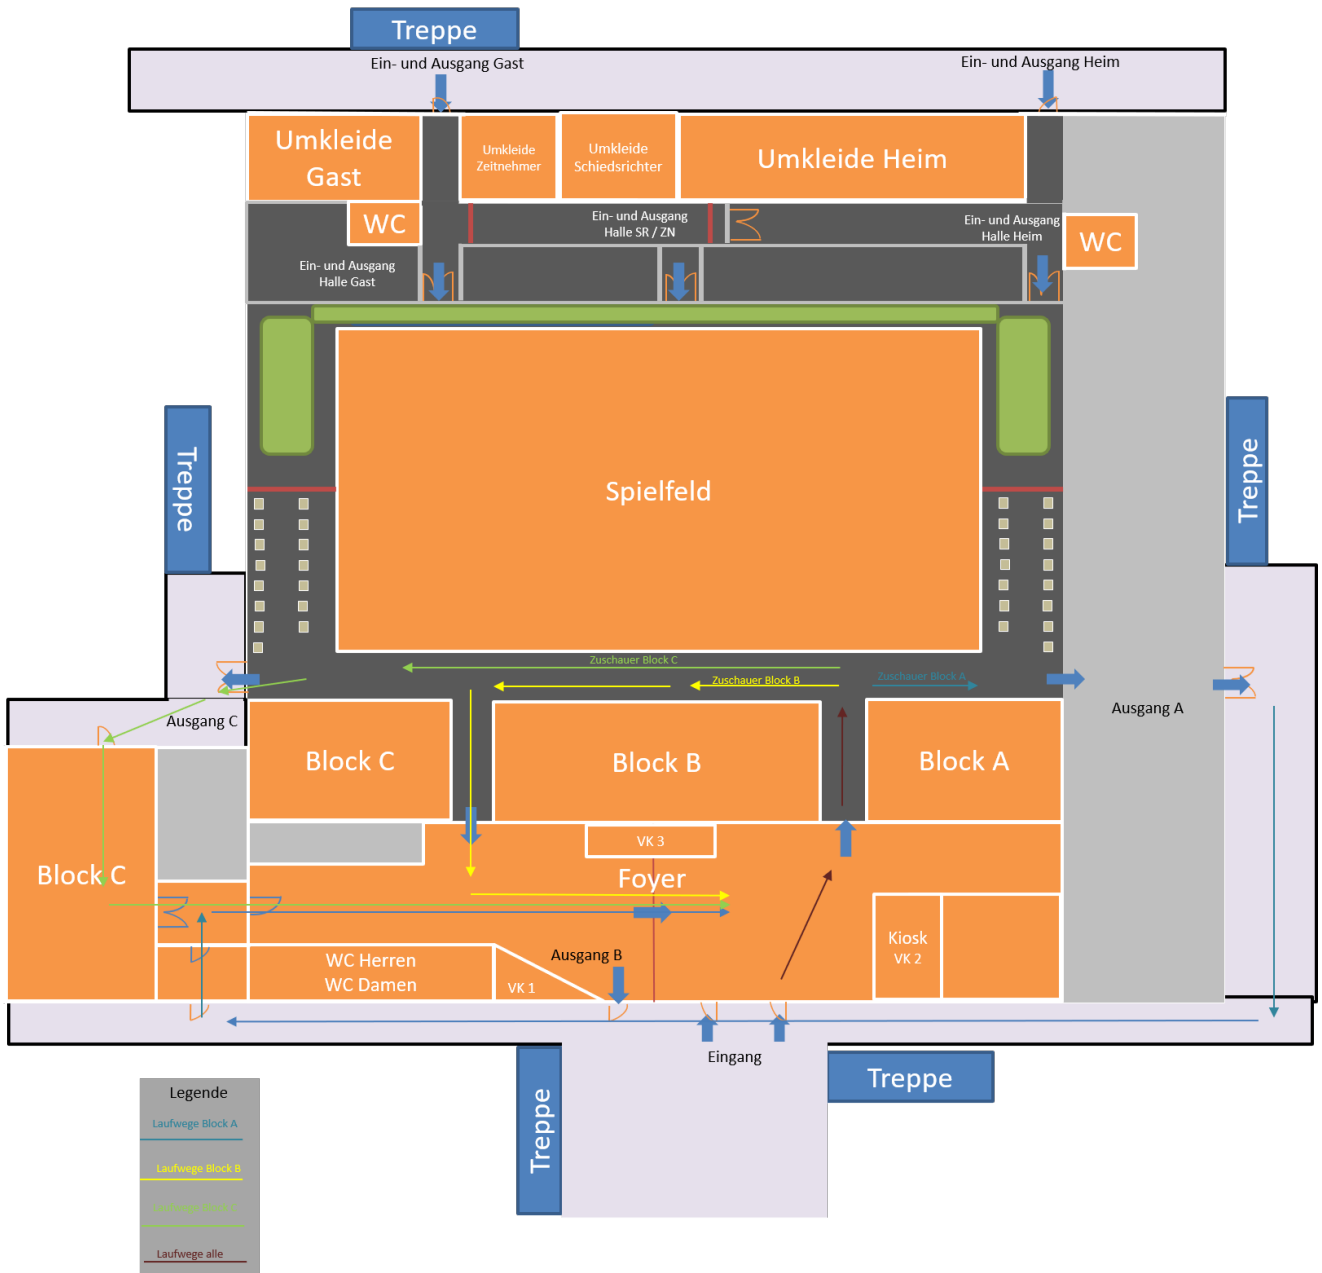 Treppe
Ein- und Ausgang Gast
Ein- und Ausgang Heim
Umkleide
Gast
Umkleide
Zeitnehmer
Umkleide
Schiedsrichter
Umkleide Heim
WC
Ein- und Ausgang
Halle SR / ZN
Ein- und Ausgang
Halle Heim
WC
Ein- und Ausgang
Halle Gast
Treppe
Spielfeld
Treppe
Zuschauer Block C
Zuschauer Block B
Zuschauer Block A
Ausgang C
Ausgang A
Block C
Block B
Block A
VK 3
Block C
Foyer
Kiosk
VK 2
WC Herren
WC Damen
VK 1
Ausgang B
Eingang
Treppe
Treppe
Legende
Laufwege Block A
Laufwege Block B
Laufwege Block C
Laufwege alle